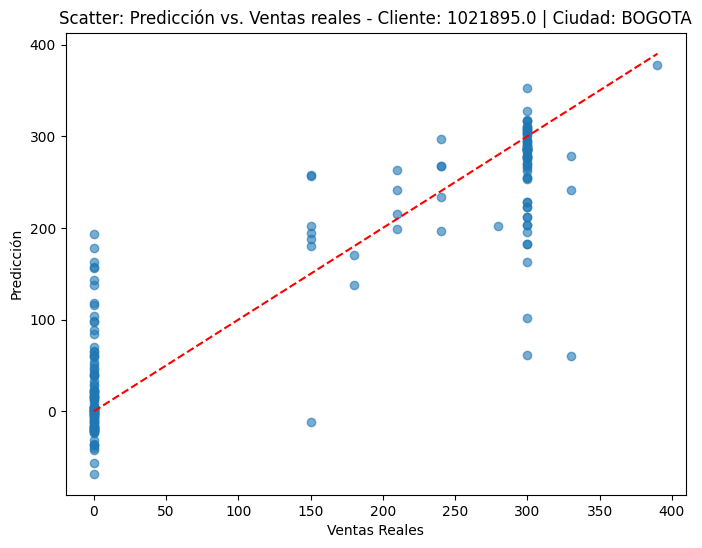 Scatter: Predicción vs. Ventas reales - Cliente: 1021895.0 | Ciudad: BOGOTA
400
300
200
100
0
Predicción
0 50 100 150 200 250 300 350 400
Ventas Reales